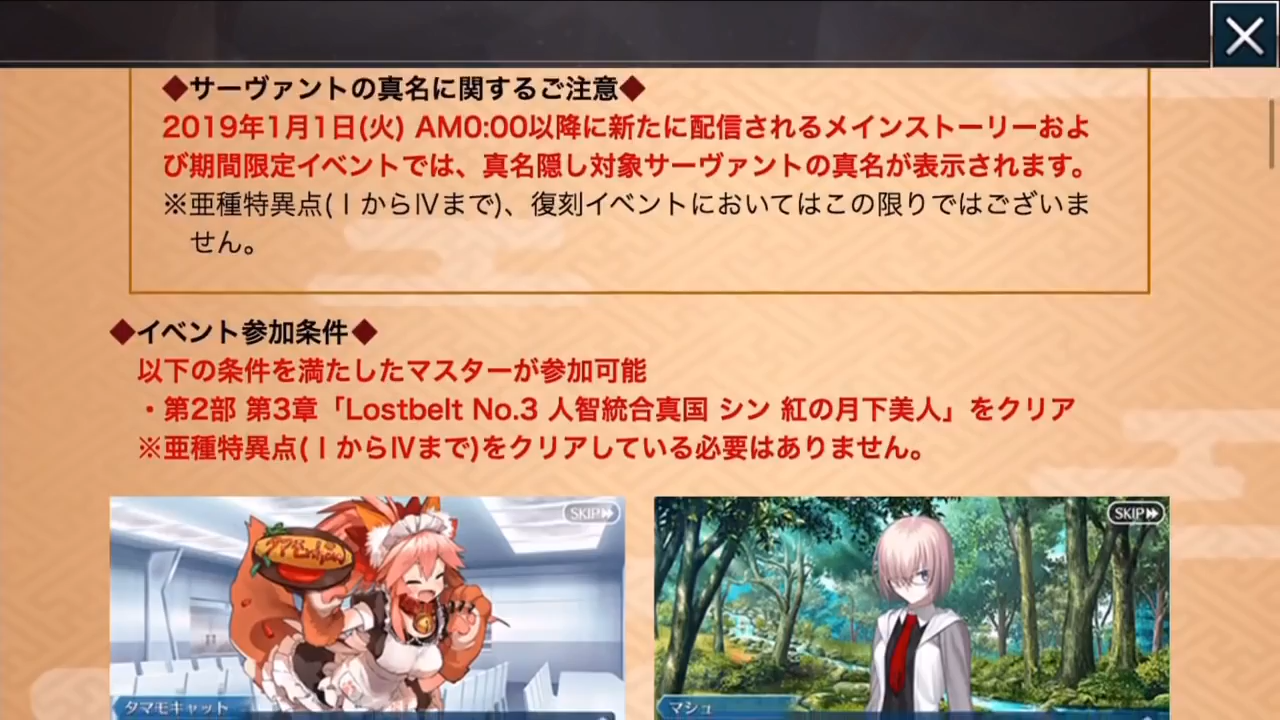 ◆サーヴァントの真名に関するご注意◆
2019年1月1日(火) AM0:00以降に新たに配信されるメインストーリーおよ
び期間限定イベントでは、真名隠し対象サーヴァントの真名が表示されます。
※亜種特異点(ⅠからⅣまで)、復刻イベントにおいてはこの限りではございま
せん。
◆イベント参加条件◆
以下の条件を満たしたマスターが参加可能
・第2部 第3章「Lostbelt No.3 人智統合真国 シン 紅の月下美人」をクリア
※亜種特異点(ⅠからⅣまで)をクリアしている必要はありません。
SKIP
SKIP
タマモキャット
マシュ